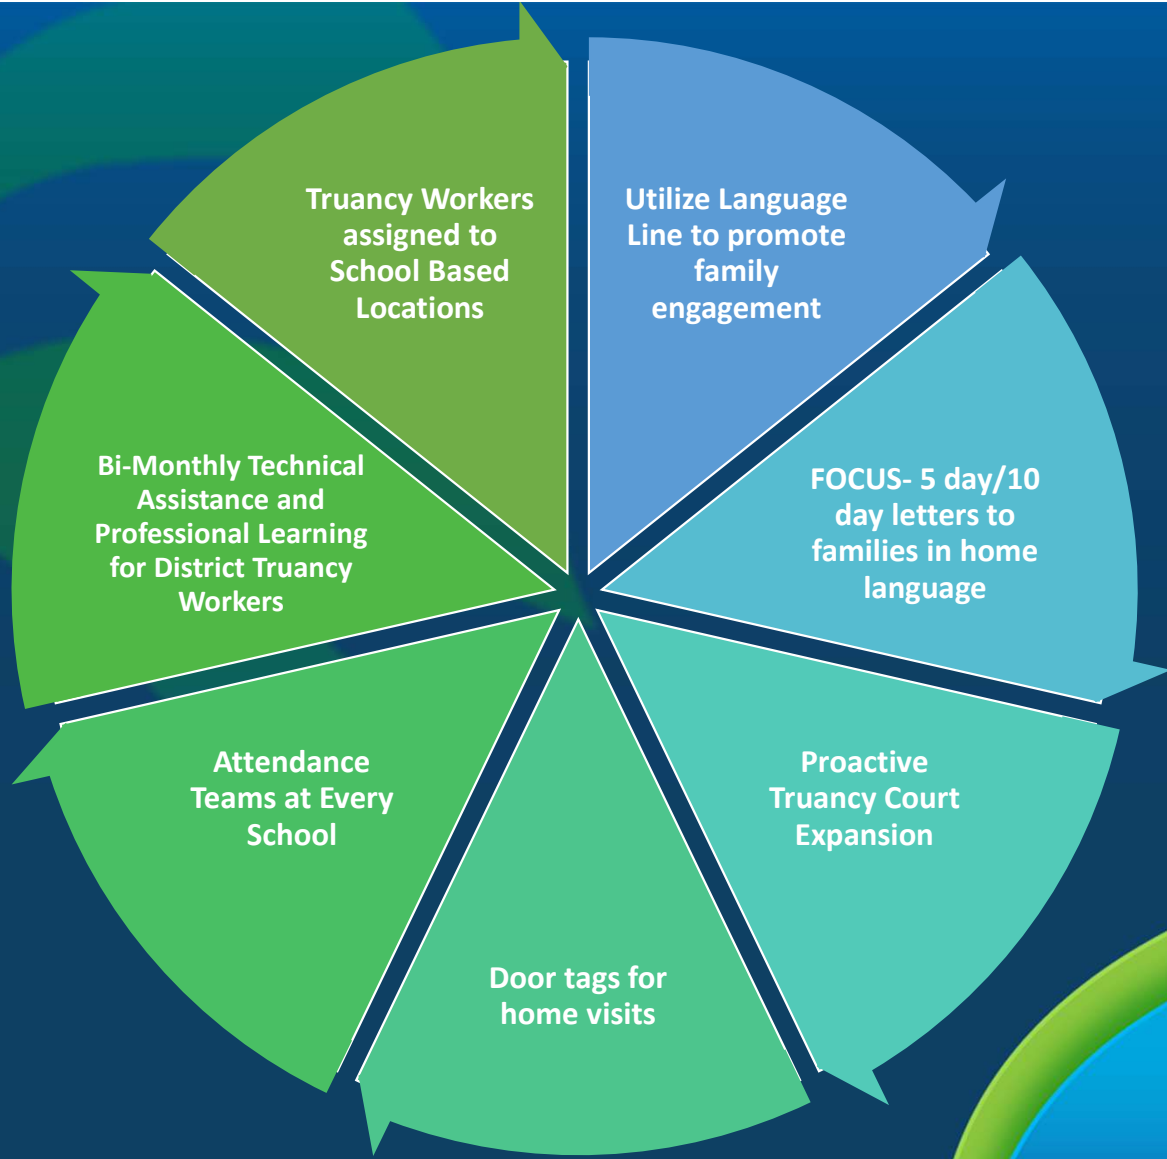 Utilize Language
Line to promote
family
engagement
FOCUS- 5 day/10
day letters to
families in home
language
Proactive
Truancy Court
Expansion
Door tags for
home visits
Attendance
Teams at Every
School
Bi-Monthly Technical
Assistance and
Professional Learning
for District Truancy
Workers
Truancy Workers
assigned to
School Based
Locations